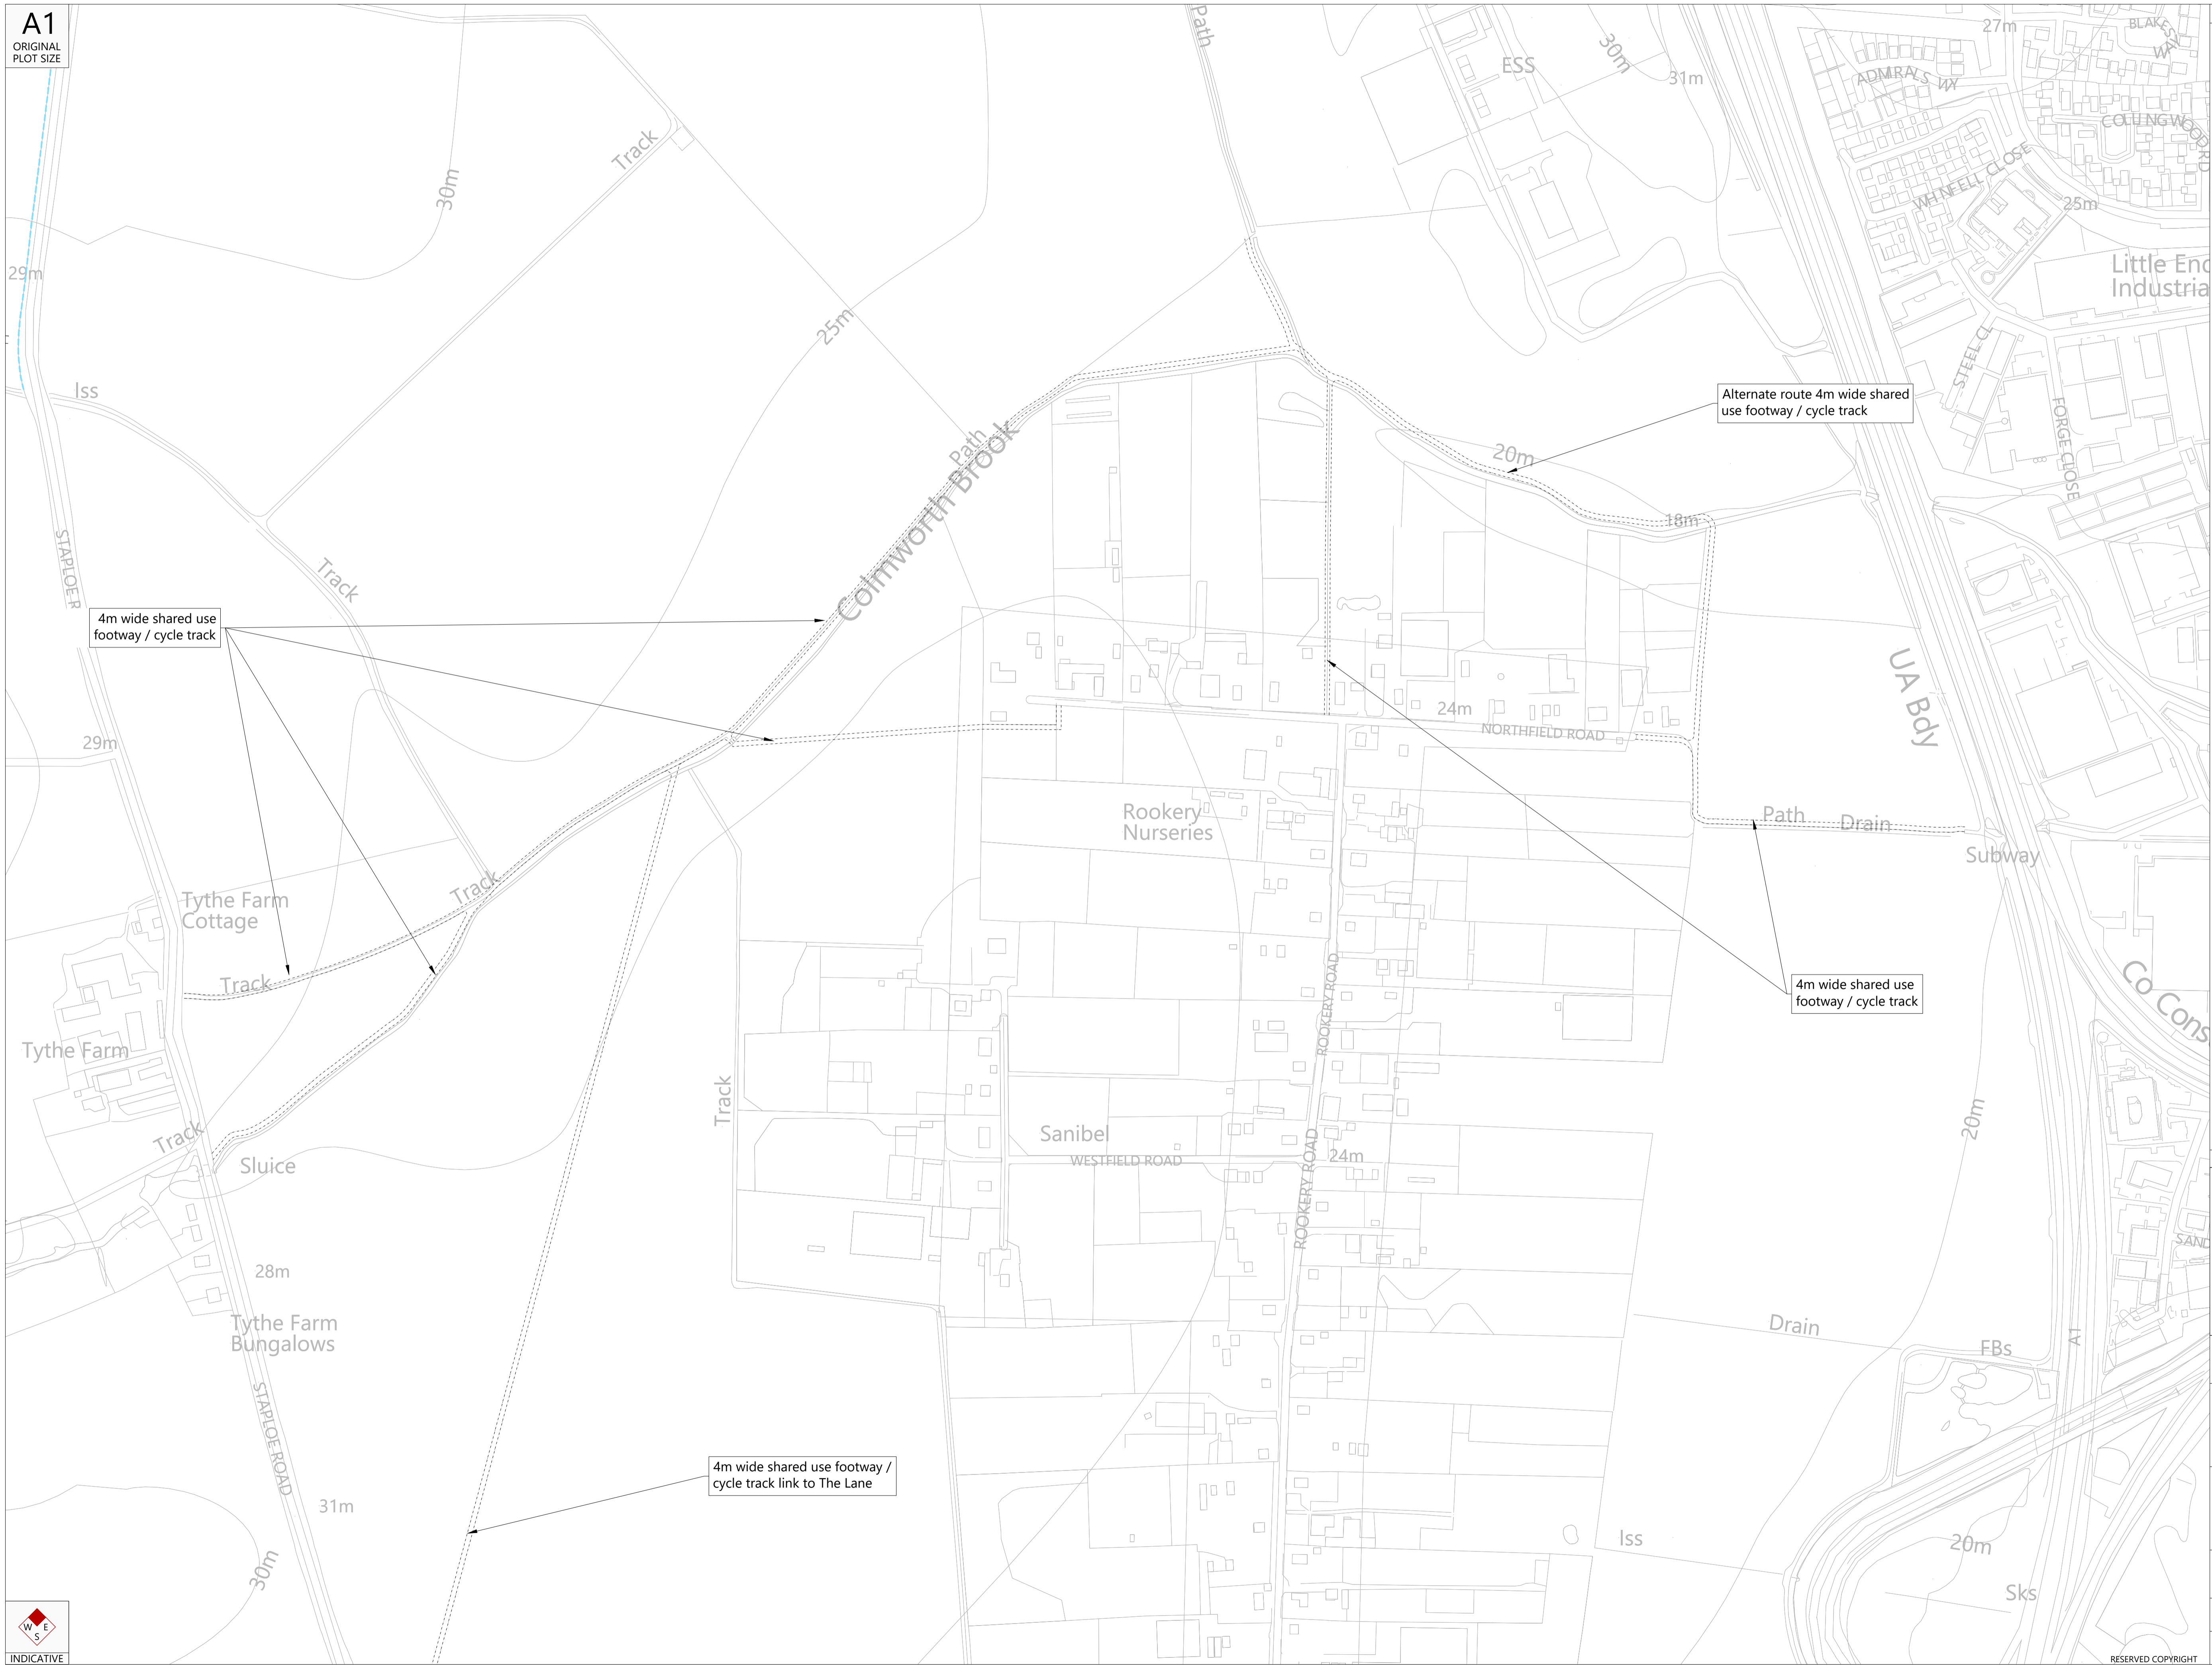 A1
ORIGINAL
PLOT SIZE
Path
30m
ESS
31m
27m
BLAKES
WAY
ADMIRALS WY
COLLINGWOOD RD
WHINFELL CLOSE
25m
Track
30m
29m
Little End
Industria
25m
STEEL CL
FORGE CLOSE
Iss
Alternate route 4m wide shared
use footway / cycle track
Path
Colmworth Brook
20m
18m
STAPLOE R
Track
4m wide shared use
footway / cycle track
UA Bdy
24m
NORTHFIELD ROAD
29m
Rookery
Nurseries
Path
Drain
Subway
Track
Tythe Farm
Cottage
Track
ROOKERY ROAD
4m wide shared use
footway / cycle track
Co Cons
Tythe Farm
Track
Track
Sluice
Sanibel
WESTFIELD ROAD
24m
ROOKERY ROAD
20m
SAND
28m
Tythe Farm
Bungalows
Drain
FBs
A1
STAPLOE ROAD
4m wide shared use footway /
cycle track link to The Lane
31m
30m
Iss
20m
Sks
W E
S
INDICATIVE
RESERVED COPYRIGHT